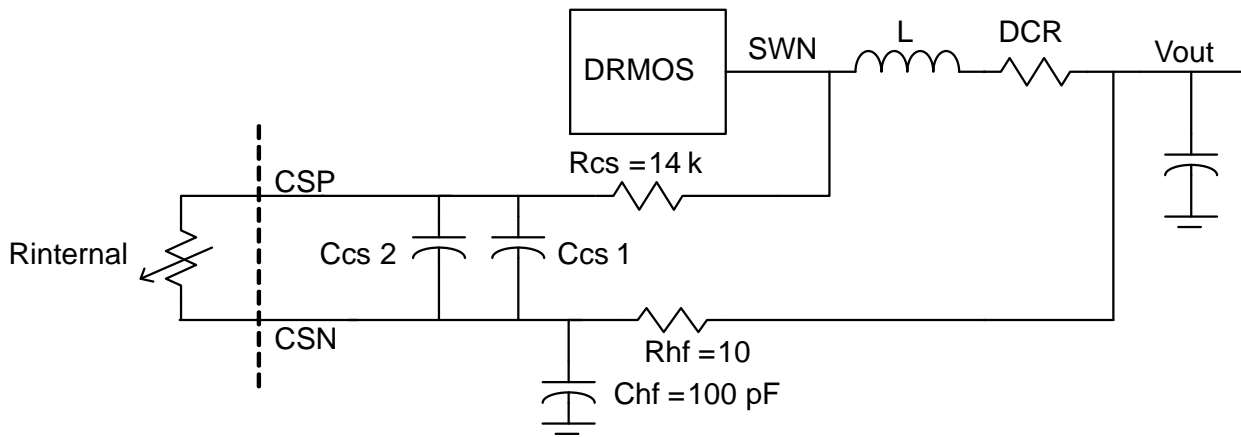 L
DCR
SWN
Vout
DRMOS
Rcs =14 k
CSP
Rinternal
Ccs 2
Ccs 1
CSN
Rhf =10
Chf =100 pF